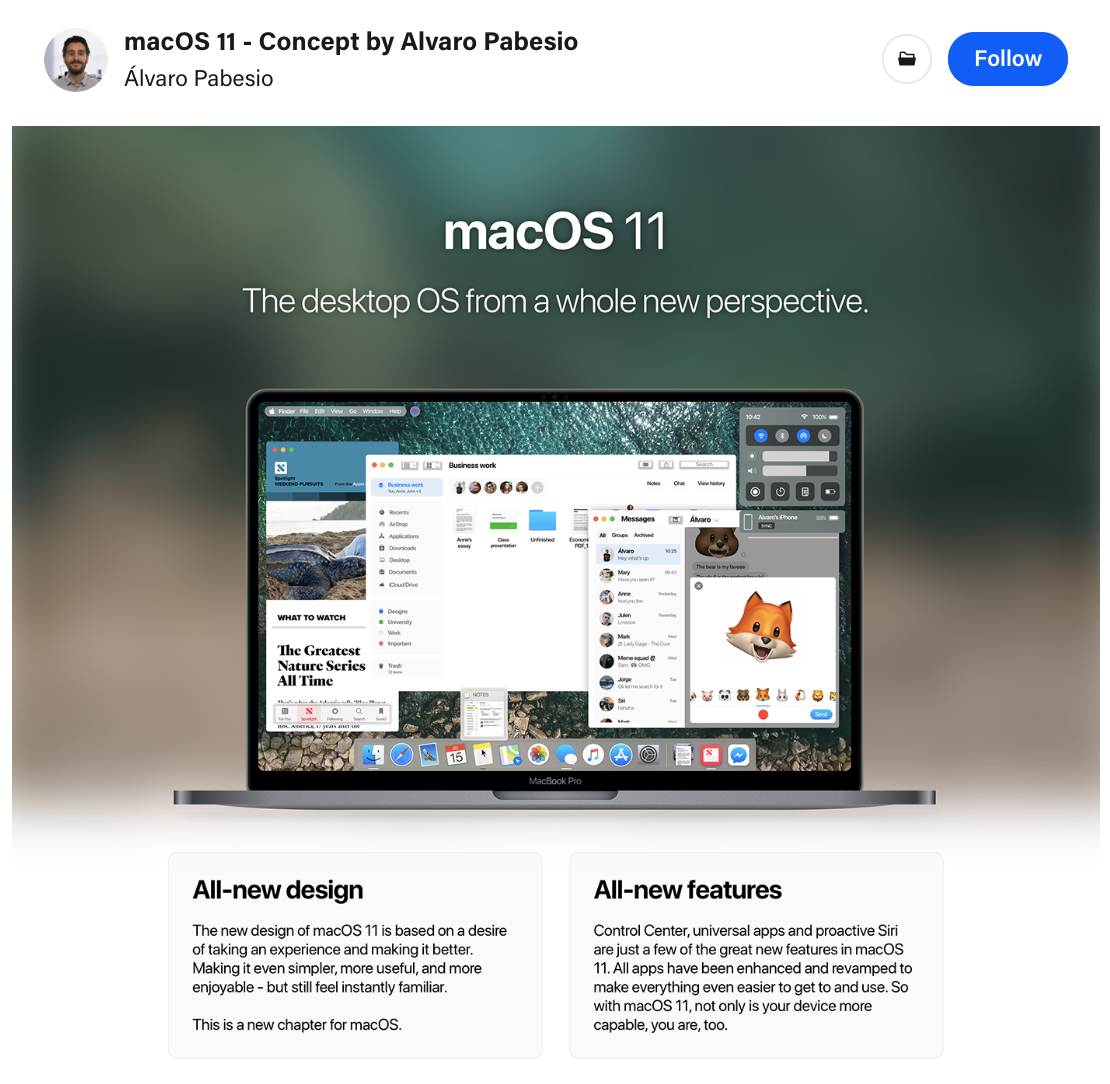 macOS 11 - Concept by Alvaro Pabesio
Álvaro Pabesio
Follow
macOS 11
The desktop OS from a whole new perspective.
Finder File Edit View Go Window Help
10:42 100%
Spotlight
WEEKEND PURSUITS
WHAT TO WATCH
The Greatest
Nature Series
All Time
For You Spotlight Following Search Saved
Business work
Search
Business work
You, Anne, John +3
Notes Chat View history
Recents
AirDrop
Applications
Downloads
Desktop
Documents
iCloud Drive
Designs
University
Work
Important
Trash
12 items
Anne's
essay
Class
presentation
Unfinished
NOTES
Messages
Álvaro
All Groups Archived
Álvaro 10:25
Hey what's up
Mary 09:43
Have you seen it?
Anne Yesterday
love you too
Julen Yesterday
Lmaooo
Mark Wed
Lady Gaga - The Cure
Meme squad Wed
Sam: OMG
Jorge Tue
Ok let me search for it
Siri Tue
hahaha
Mark
Álvaro's iPhone
SYNC
The bear is my favess
Send
JUL
15
MacBook Pro
All-new design
The new design of macOS 11 is based on a desire
of taking an experience and making it better.
Making it even simpler, more useful, and more
enjoyable - but still feel instantly familiar.
This is a new chapter for macOS.
All-new features
Control Center, universal apps and proactive Siri
are just a few of the great new features in macOS
11. All apps have been enhanced and revamped to
make everything even easier to get to and use. So
with macOS 11, not only is your device more
capable, you are, too.